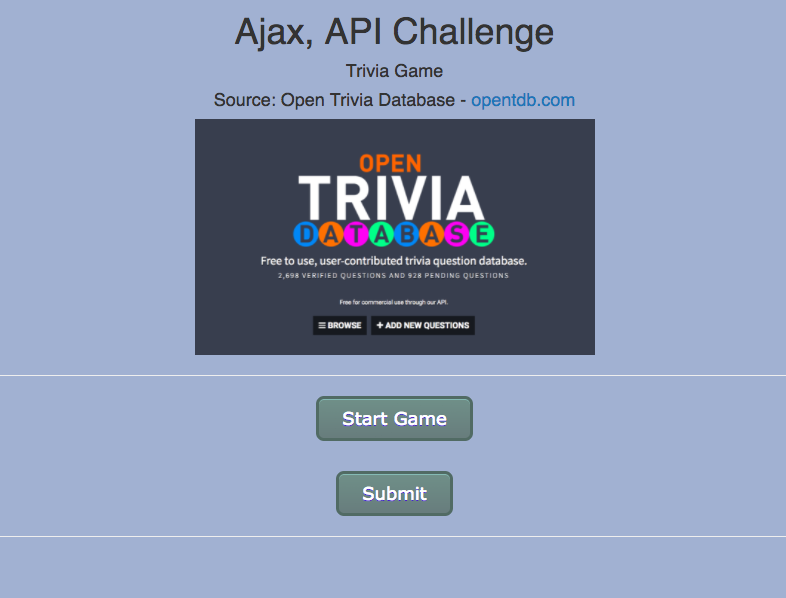 Ajax, API Challenge
Trivia Game
Source: Open Trivia Database - opentdb.com
OPEN
TRIVIA
DATABASE
Free to use, user-contributed trivia question database.
2,698 VERIFIED QUESTIONS AND 928 PENDING QUESTIONS
Free for commercial use through our API.
BROWSE + ADD NEW QUESTIONS
Start Game
Submit